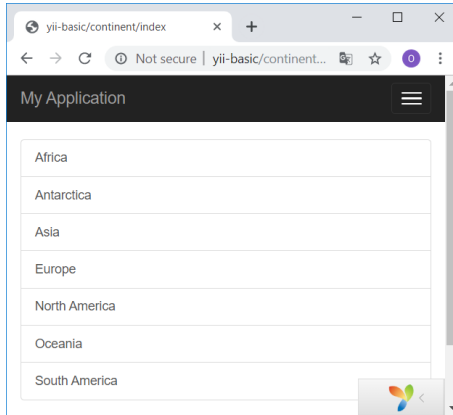 yii-basic/continent/index
Not secure | yii-basic/continent...
O
My Application
Africa
Antarctica
Asia
Europe
North America
Oceania
South America